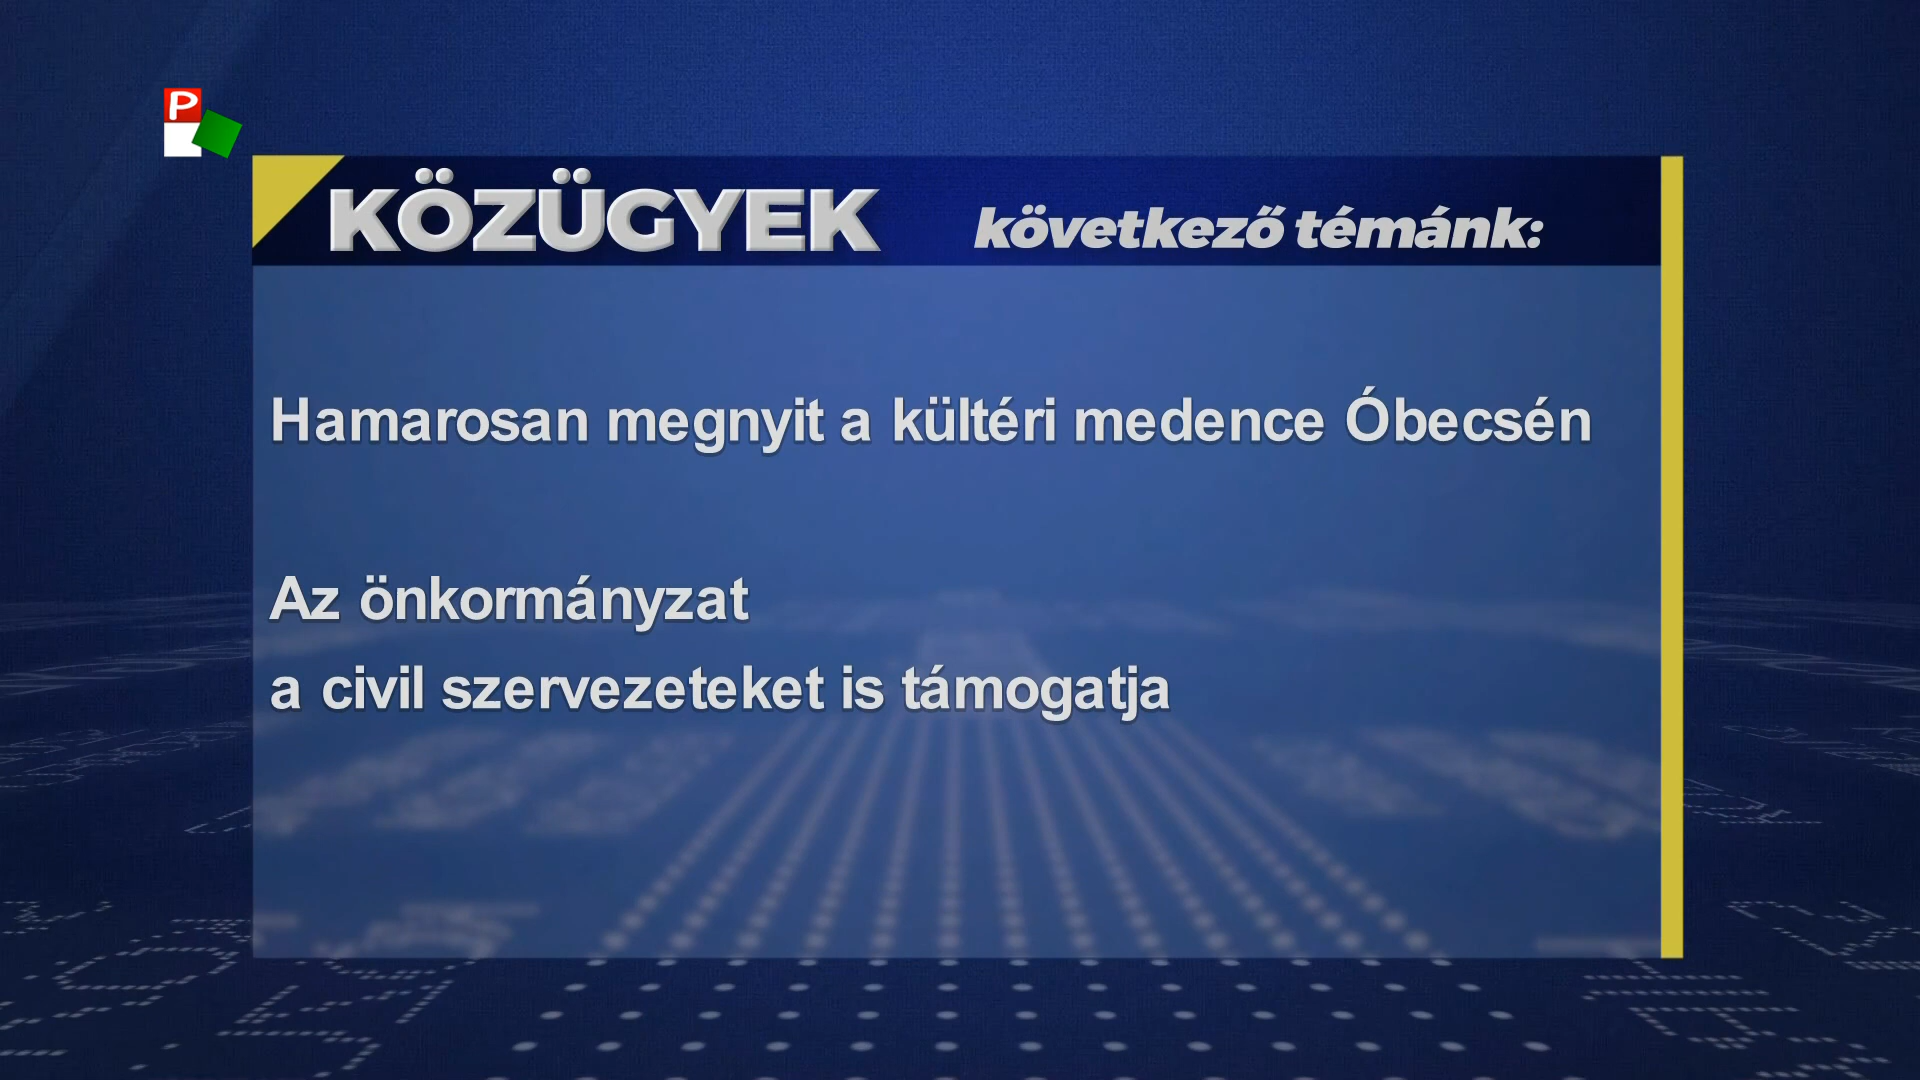 P
KÖZÜGYEK következő témánk:
Hamarosan megnyit a kültéri medence Óbecsén
Az önkormányzat
a civil szervezeteket is támogatja